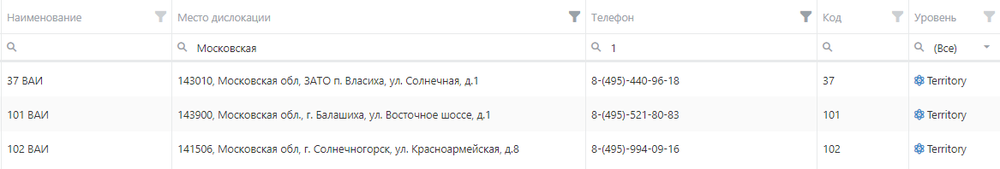 Наименование Место дислокации Телефон Код Уровень
Московская 1 (Все)
37 ВАИ 143010, Московская обл, ЗАТО п. Власиха, ул. Солнечная, д.1 8-(495)-440-96-18 37 Territory
101 ВАИ 143900, Московская обл., г. Балашиха, ул. Восточное шоссе, д.1 8-(495)-521-80-83 101 Territory
102 ВАИ 141506, Московская обл, г. Солнечногорск, ул. Красноармейская, д.8 8-(495)-994-09-16 102 Territory